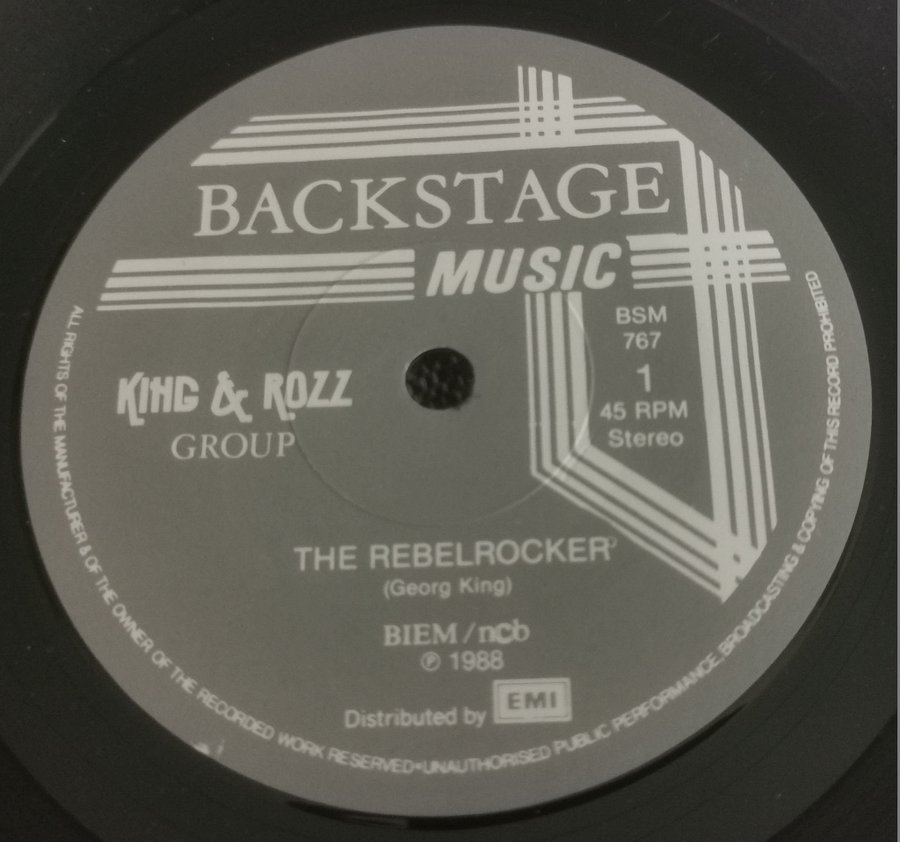 BACKSTAGE
MUSIC
BSM
767
1
45 RPM
Stereo
KING & ROZZ
GROUP
THE REBELROCKER
(Georg King)
BIEM/ncb
℗ 1988
Distributed by EMI
ALL RIGHTS OF THE MANUFACTURER & OF THE OWNER OF THE RECORDED WORK RESERVED•UNAUTHORISED PUBLIC PERFORMANCE, BROADCASTING & COPYING OF THIS RECORD PROHIBITED